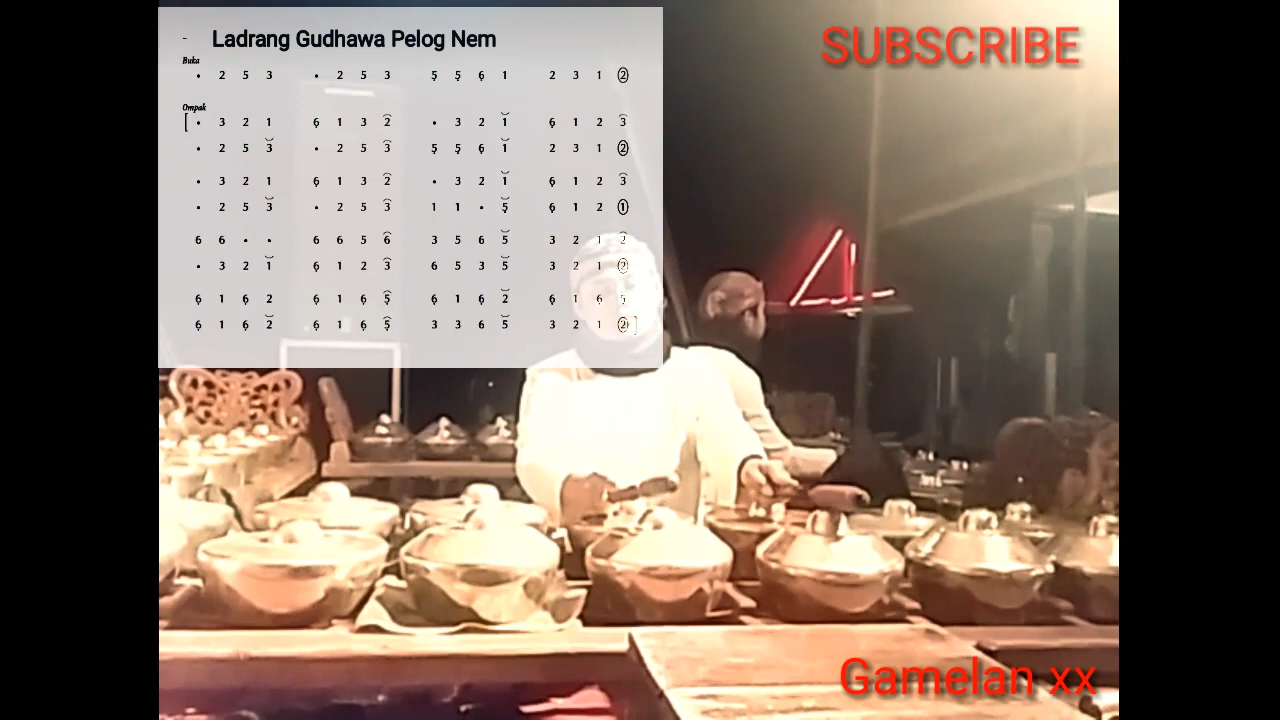 - Ladrang Gudhawa Pelog Nem
SUBSCRIBE
Buka
• 2 5 3 • 2 5 3 5̣ 5̣ 6̣ 1 2 3 1 ②
Ompak
[ • 3 2 1 6̣ 1 3 2 • 3 2 1 6̣ 1 2 3
• 2 5 3 • 2 5 3 5̣ 5̣ 6̣ 1 2 3 1 ②
• 3 2 1 6̣ 1 3 2 • 3 2 1 6̣ 1 2 3
• 2 5 3 • 2 5 3 1 1 • 5̣ 6̣ 1 2 ①
6 6 • • 6 6 5 6 3 5 6 5 3 2 1 2
• 3 2 1 6̣ 1 2 3 6 5 3 5 3 2 1 ②
6̣ 1 6̣ 2 6̣ 1 6̣ 5̣ 6̣ 1 6̣ 2 6̣ 1 6̣ 5̣
6̣ 1 6̣ 2 6̣ 1 6̣ 5̣ 3 3 6 5 3 2 1 ② ]
Gamelan xx